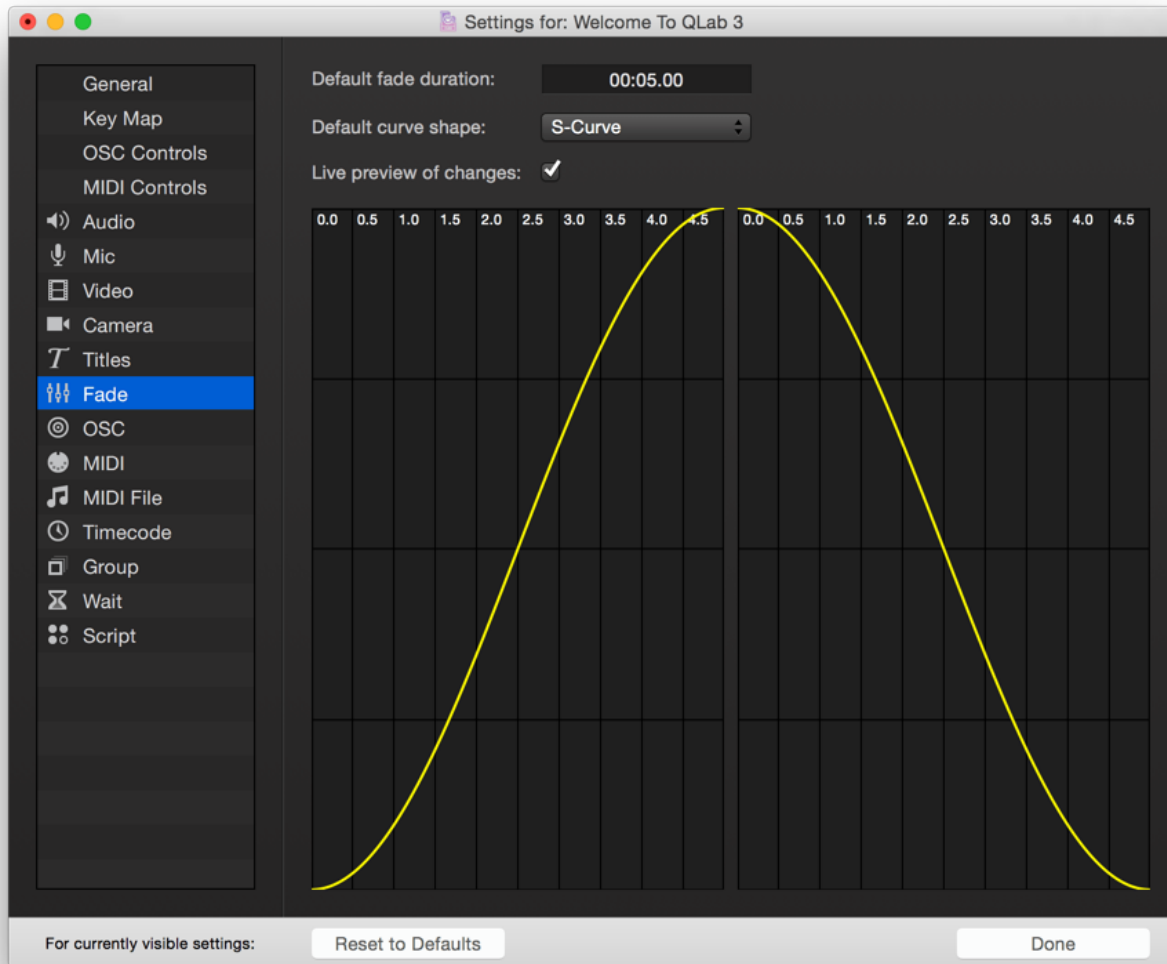 Settings for: Welcome To QLab 3
General
Key Map
OSC Controls
MIDI Controls
Audio
Mic
Video
Camera
Titles
Fade
OSC
MIDI
MIDI File
Timecode
Group
Wait
Script
Default fade duration: 00:05.00
Default curve shape: S-Curve
Live preview of changes:
0.0 0.5 1.0 1.5 2.0 2.5 3.0 3.5 4.0 4.5
0.0 0.5 1.0 1.5 2.0 2.5 3.0 3.5 4.0 4.5
For currently visible settings: Reset to Defaults Done